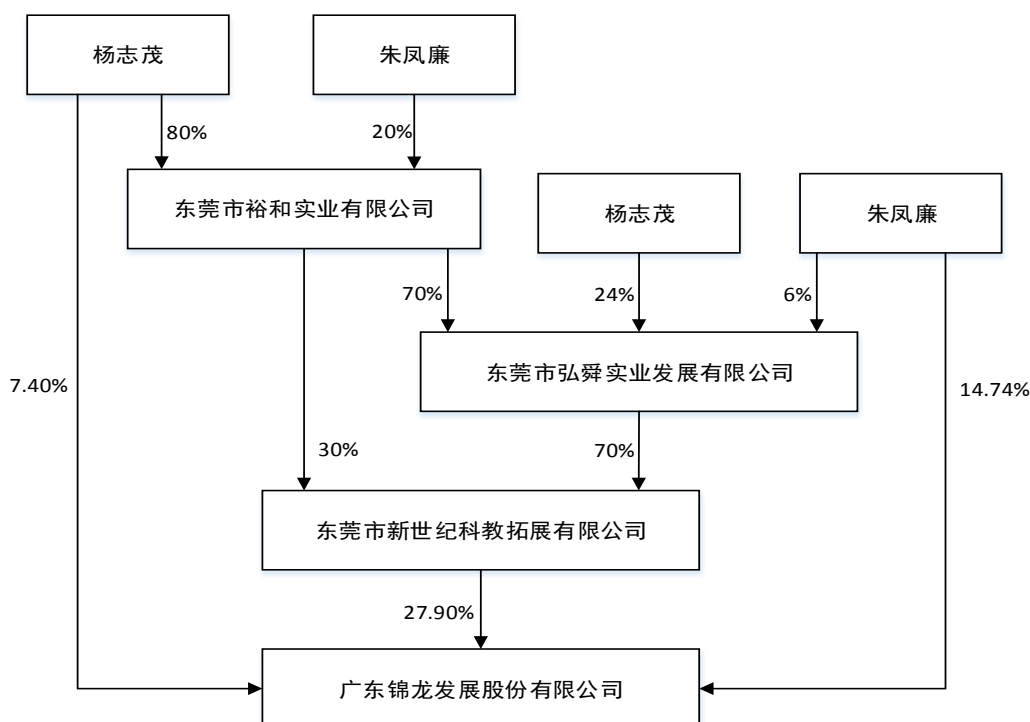 杨志茂
朱凤廉
80%
20%
东莞市裕和实业有限公司
杨志茂
朱凤廉
70%
24%
6%
东莞市弘舜实业发展有限公司
7.40%
14.74%
30%
70%
东莞市新世纪科教拓展有限公司
27.90%
广东锦龙发展股份有限公司